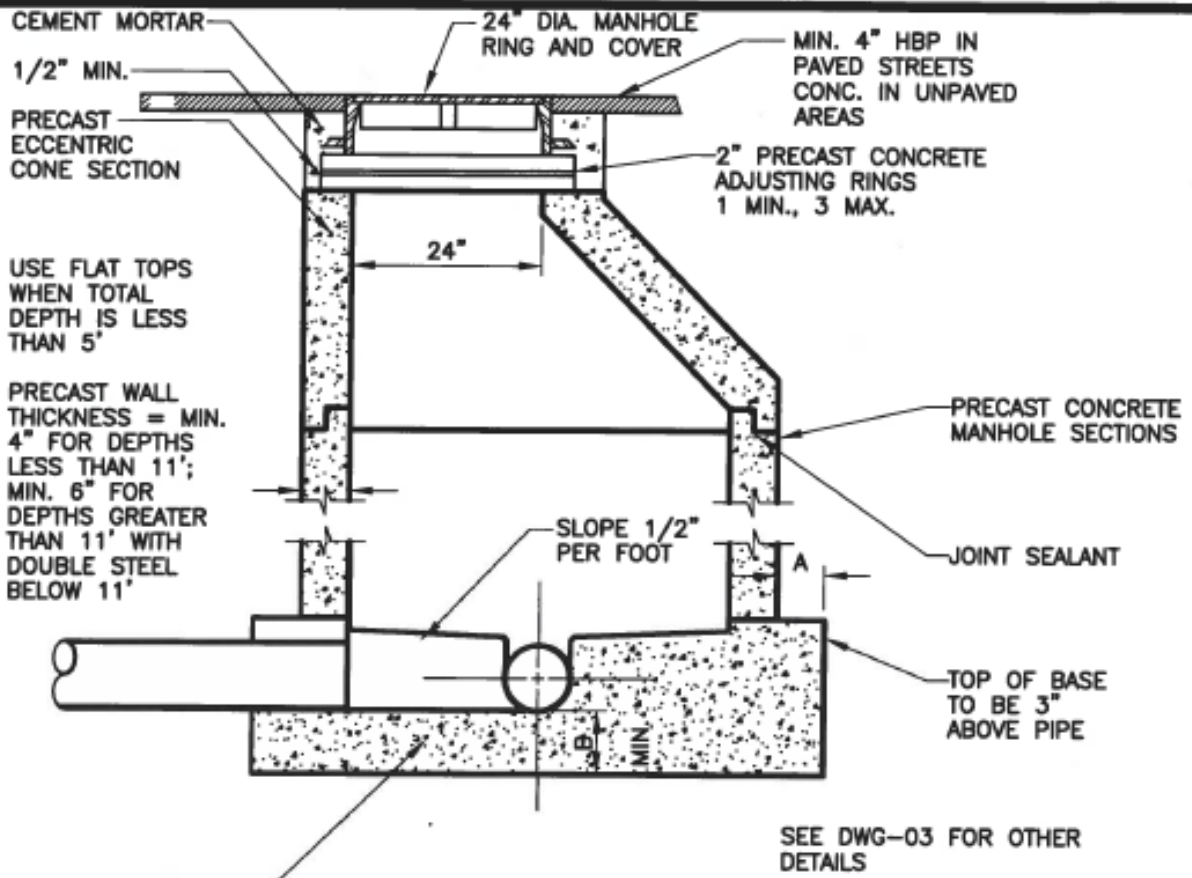 CEMENT MORTAR
1/2" MIN.
PRECAST
ECCENTRIC
CONE SECTION
24" DIA. MANHOLE
RING AND COVER
MIN. 4" HBP IN
PAVED STREETS
CONC. IN UNPAVED
AREAS
2" PRECAST CONCRETE
ADJUSTING RINGS
1 MIN., 3 MAX.
24"
USE FLAT TOPS
WHEN TOTAL
DEPTH IS LESS
THAN 5'
PRECAST WALL
THICKNESS = MIN.
4" FOR DEPTHS
LESS THAN 11';
MIN. 6" FOR
DEPTHS GREATER
THAN 11' WITH
DOUBLE STEEL
BELOW 11'
PRECAST CONCRETE
MANHOLE SECTIONS
SLOPE 1/2"
PER FOOT
JOINT SEALANT
A
TOP OF BASE
TO BE 3"
ABOVE PIPE
B
MIN.
SEE DWG-03 FOR OTHER
DETAILS